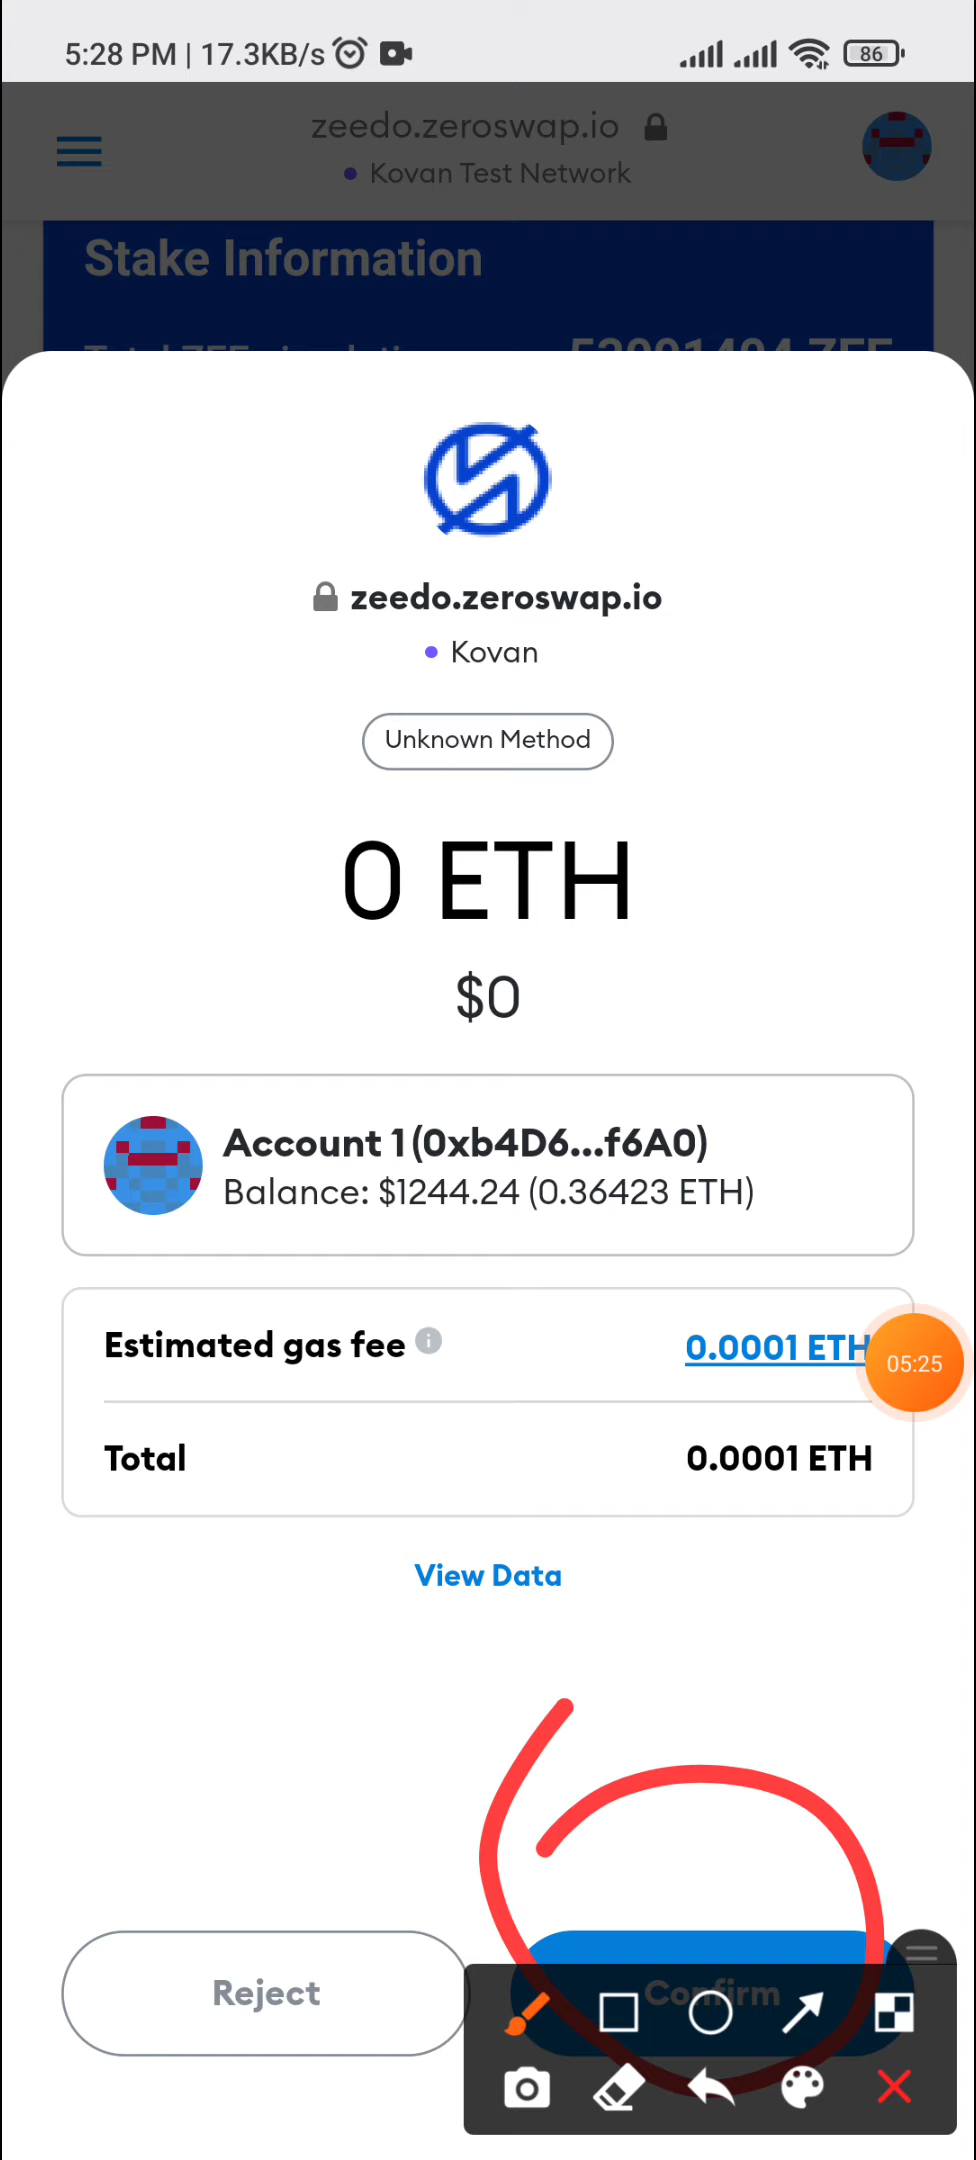 5:28 PM | 17.3KB/s
86
zeedo.zeroswap.io
Kovan Test Network
Stake Information
zeedo.zeroswap.io
Kovan
Unknown Method
0 ETH
$0
Account 1 (0xb4D6...f6A0)
Balance: $1244.24 (0.36423 ETH)
Estimated gas fee
0.0001 ETH
05:25
Total
0.0001 ETH
View Data
Reject
Confirm